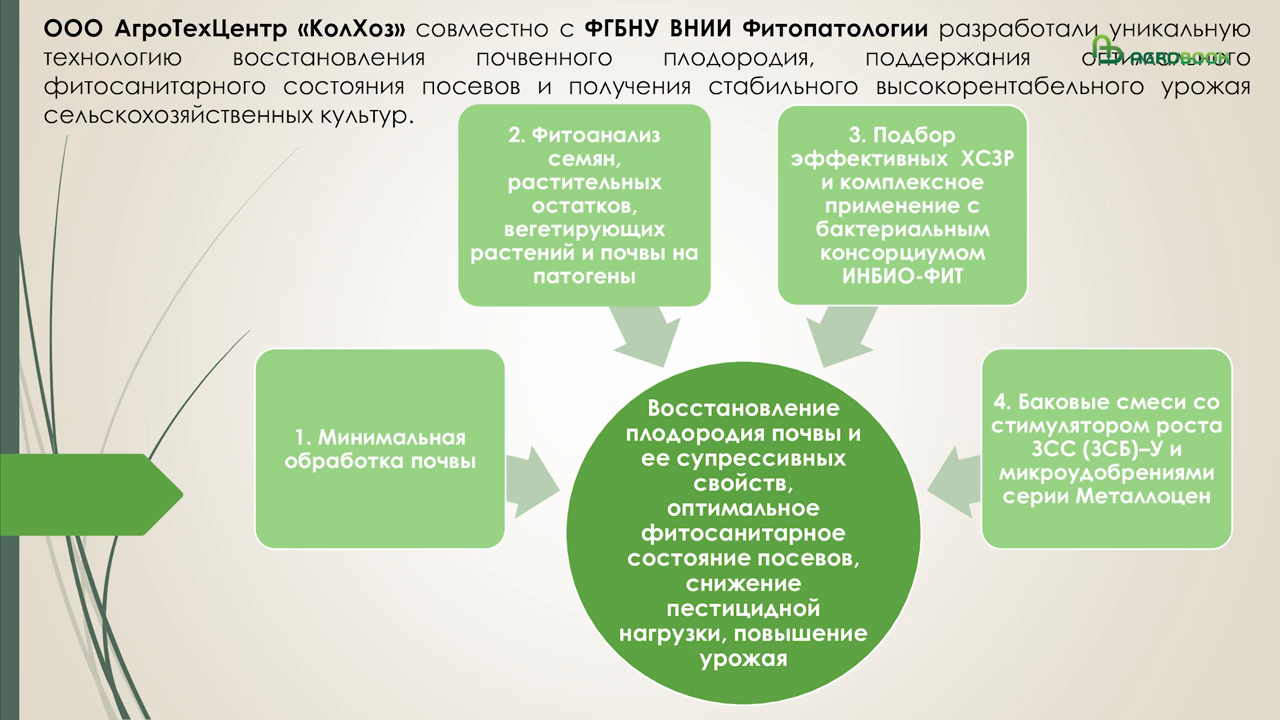 ООО АгроТехЦентр «КолХоз» совместно с ФГБНУ ВНИИ Фитопатологии разработали уникальную
технологию восстановления почвенного плодородия, поддержания оптимального
фитосанитарного состояния посевов и получения стабильного высокорентабельного урожая
сельскохозяйственных культур.
AGROBOOK
2. Фитоанализ
семян,
растительных
остатков,
вегетирующих
растений и почвы на
патогены
3. Подбор
эффективных ХСЗР
и комплексное
применение с
бактериальным
консорциумом
ИНБИО-ФИТ
1. Минимальная
обработка почвы
4. Баковые смеси со
стимулятором роста
ЗСС (ЗСБ)–У и
микроудобрениями
серии Металлоцен
Восстановление
плодородия почвы и
ее супрессивных
свойств,
оптимальное
фитосанитарное
состояние посевов,
снижение
пестицидной
нагрузки, повышение
урожая